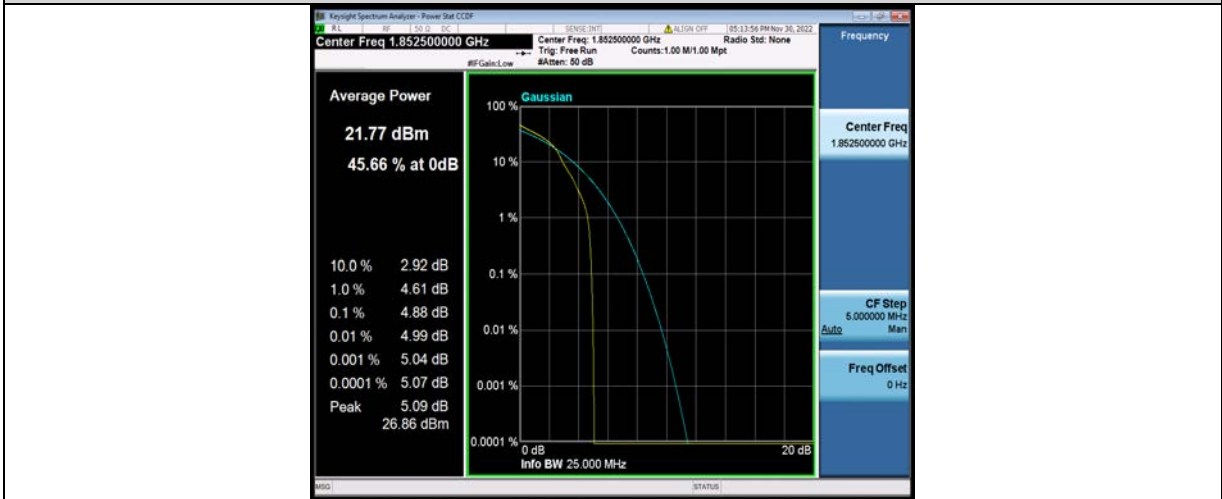 Keysight Spectrum Analyzer - Power Stat CCDF
RL RF 50 Ω DC SENSE:INT ALIGN OFF 05:13:56 PM Nov 30, 2022
Center Freq 1.852500000 GHz
Center Freq: 1.852500000 GHz Radio Std: None
Trig: Free Run Counts:1.00 M/1.00 Mpt
#IFGain:Low #Atten: 50 dB
Frequency
Average Power
21.77 dBm
45.66 % at 0dB
10.0 % 2.92 dB
1.0 % 4.61 dB
0.1 % 4.88 dB
0.01 % 4.99 dB
0.001 % 5.04 dB
0.0001 % 5.07 dB
Peak 5.09 dB
26.86 dBm
Gaussian
100 %
10 %
1 %
0.1 %
0.01 %
0.001 %
0.0001 %
0 dB 20 dB
Info BW 25.000 MHz
Center Freq
1.852500000 GHz
CF Step
5.000000 MHz
Auto Man
Freq Offset
0 Hz
MSG STATUS